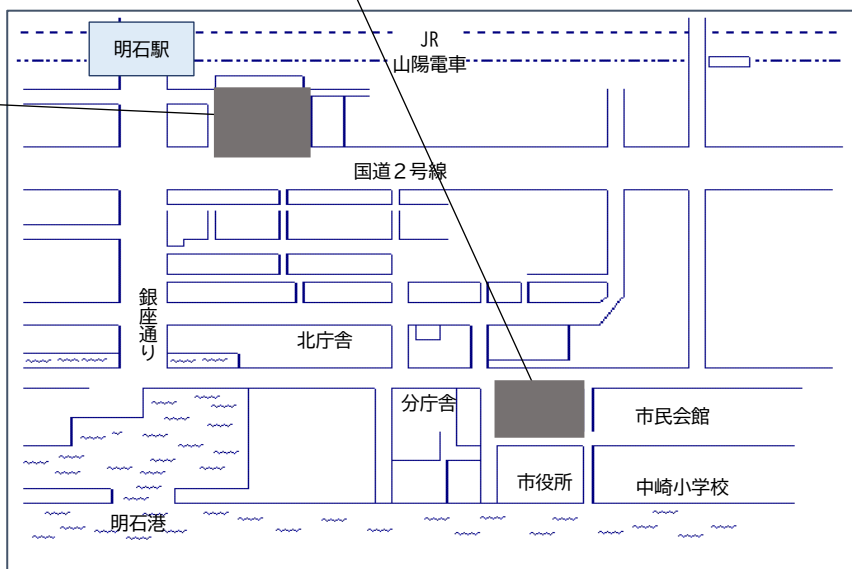 JR
明石駅
山陽電車
国道２号線
銀座通り
北庁舎
分庁舎
市民会館
市役所
中崎小学校
明石港